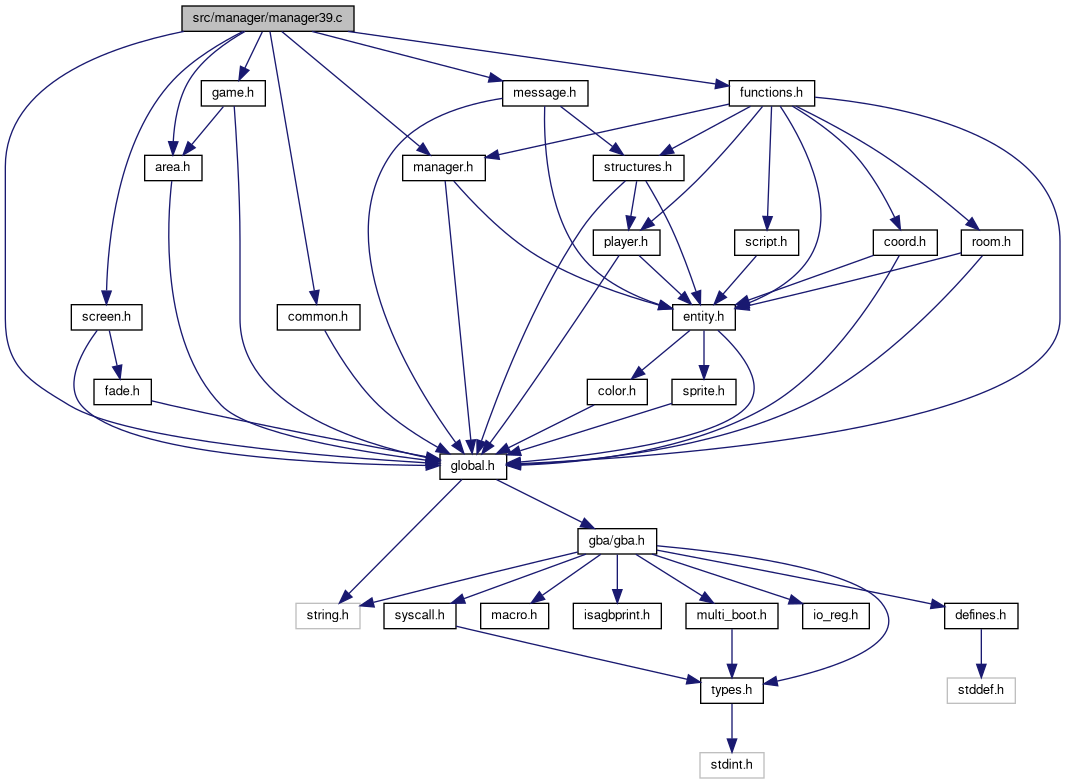 src/manager/manager39.c
game.h
message.h
functions.h
area.h
manager.h
structures.h
player.h
script.h
coord.h
room.h
screen.h
common.h
entity.h
fade.h
color.h
sprite.h
global.h
gba/gba.h
string.h
syscall.h
macro.h
isagbprint.h
multi_boot.h
io_reg.h
defines.h
types.h
stddef.h
stdint.h